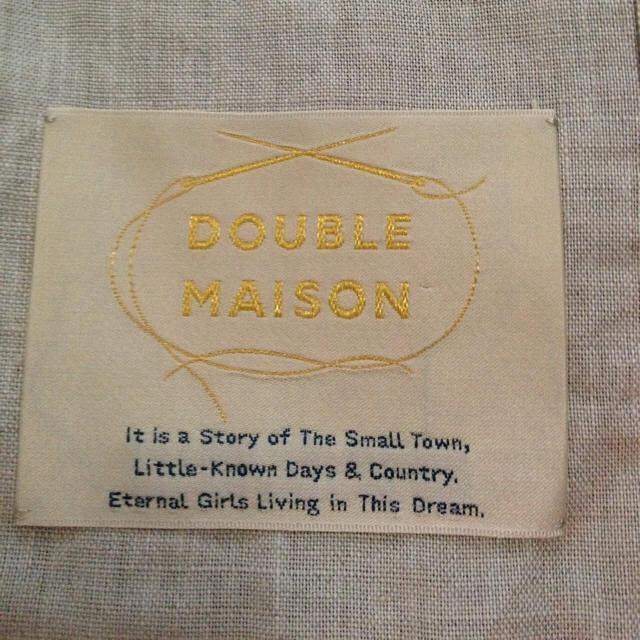 DOUBLE
MAISON
It is a Story of The Small Town,
Little-Known Days & Country.
Eternal Girls Living in This Dream.